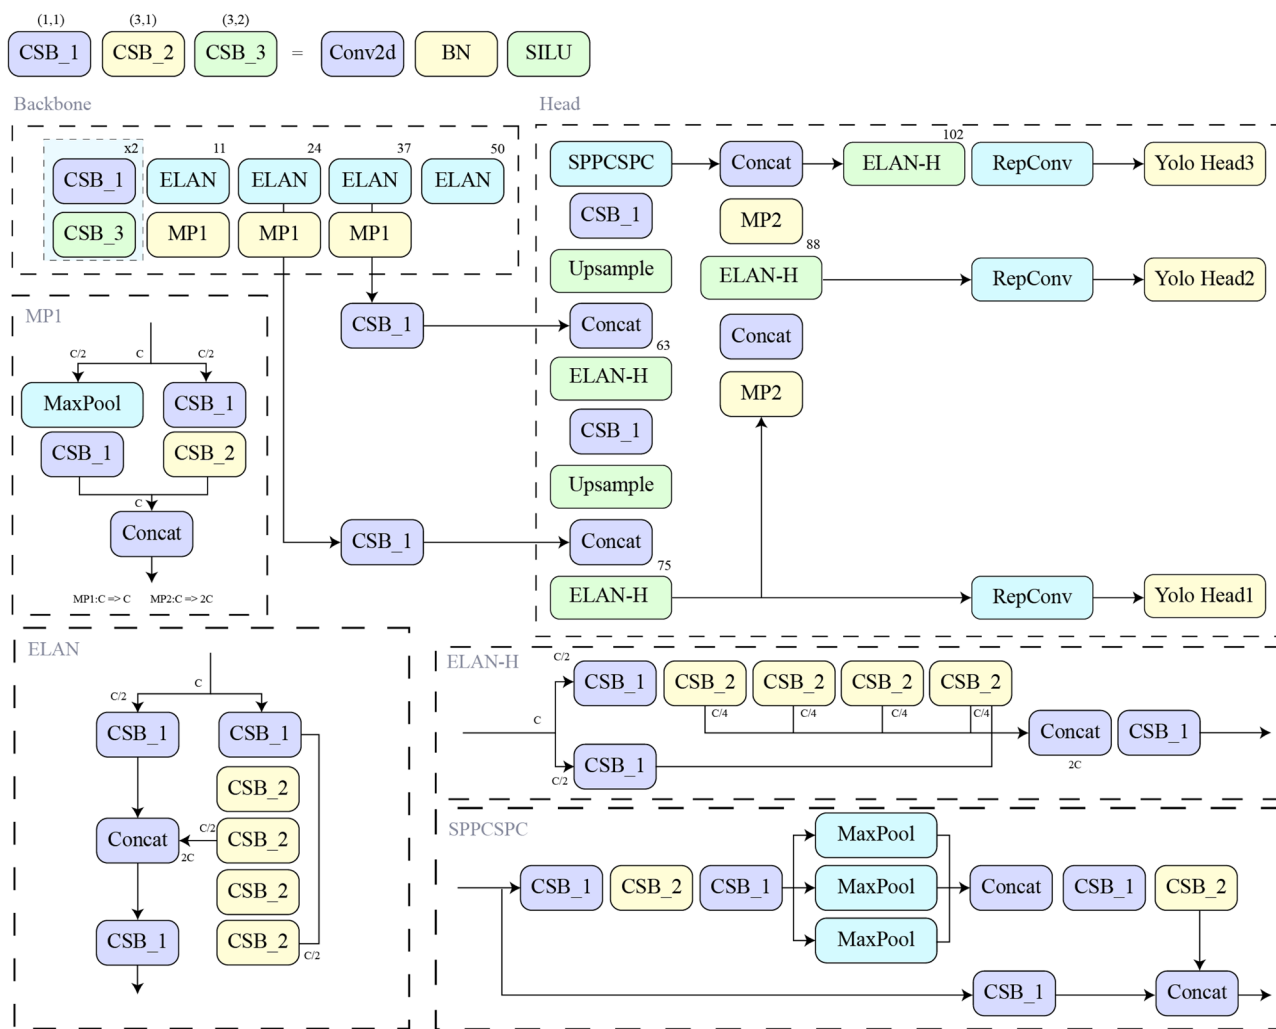 (1,1) (3,1) (3,2)
CSB_1 CSB_2 CSB_3 = Conv2d BN SILU
Backbone
x2 11 24 37 50
CSB_1 ELAN ELAN ELAN ELAN
CSB_3 MP1 MP1 MP1
CSB_1
CSB_1
Head
102
SPPCSPC Concat ELAN-H RepConv Yolo Head3
CSB_1 MP2
88
Upsample ELAN-H RepConv Yolo Head2
Concat Concat
63
ELAN-H MP2
CSB_1
Upsample
Concat
75
ELAN-H RepConv Yolo Head1
MP1
C/2 C C/2
MaxPool CSB_1
CSB_1 CSB_2
C
Concat
MP1:C => C MP2:C => 2C
ELAN
C/2 C
CSB_1 CSB_1
CSB_2
Concat C/2 CSB_2
2C
CSB_2
CSB_1 CSB_2
C/2
ELAN-H
C/2
CSB_1 CSB_2 CSB_2 CSB_2 CSB_2
C C/4 C/4 C/4 C/4
Concat CSB_1
2C
CSB_1
C/2
SPPCSPC
MaxPool
CSB_1 CSB_2 CSB_1 MaxPool Concat CSB_1 CSB_2
MaxPool
CSB_1 Concat